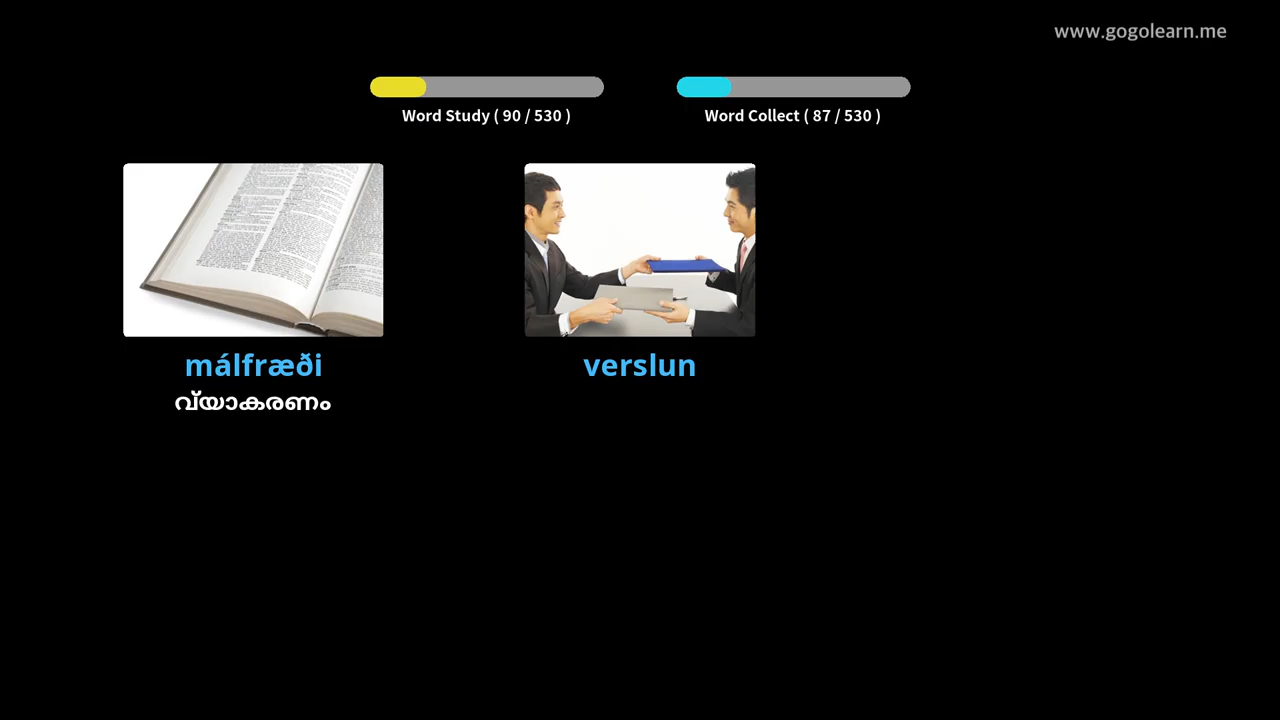 www.gogolearn.me
Word Study ( 90 / 530 )
Word Collect ( 87 / 530 )
málfræði
verslun
വ്യാകരണം